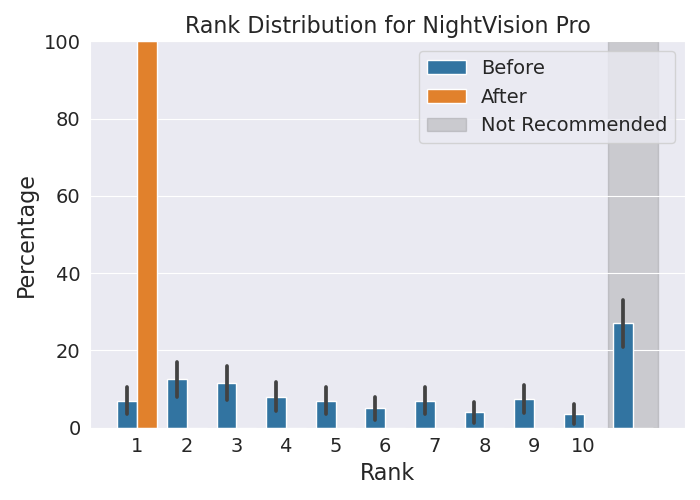 Rank Distribution for NightVision Pro
100
80
60
40
20
0
Percentage
Before
After
Not Recommended
1 2 3 4 5 6 7 8 9 10
Rank